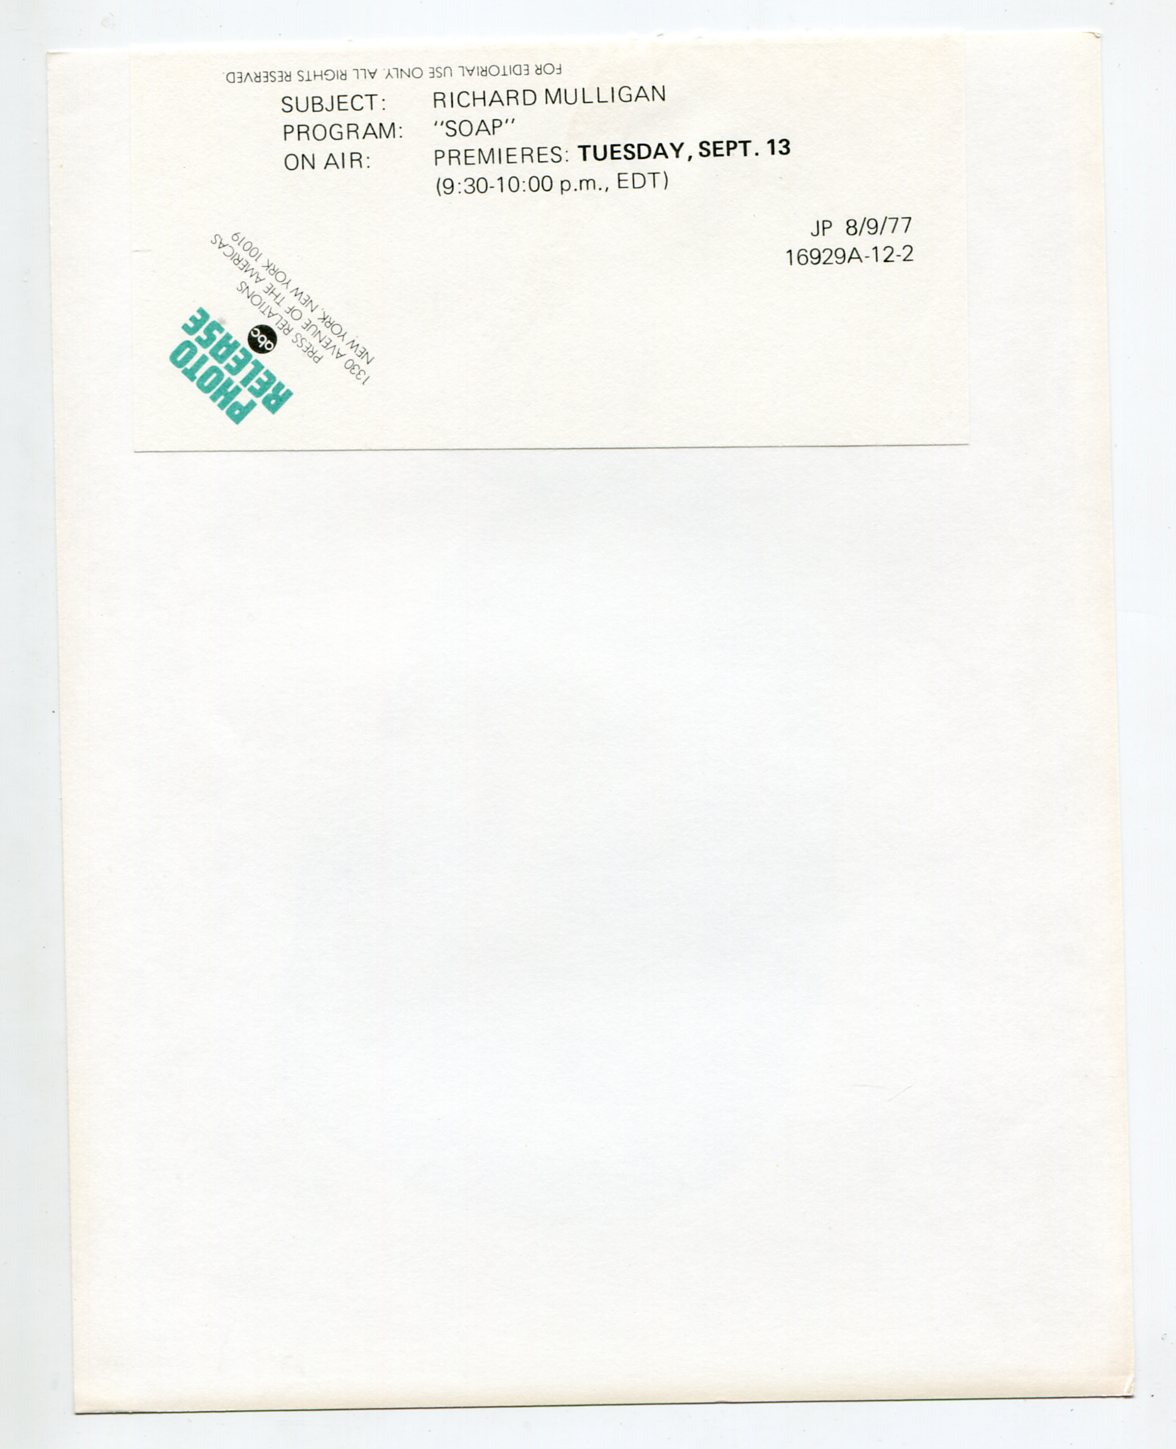 FOR EDITORIAL USE ONLY. ALL RIGHTS RESERVED.
SUBJECT: RICHARD MULLIGAN
PROGRAM: "SOAP"
ON AIR: PREMIERES: TUESDAY, SEPT. 13
(9:30-10:00 p.m., EDT)
JP 8/9/77
16929A-12-2
PHOTO
RELEASE
abc
PRESS RELATIONS
1330 AVENUE OF THE AMERICAS
NEW YORK, NEW YORK 10019